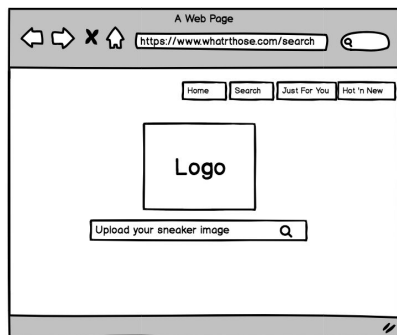 A Web Page
https://www.whatrthose.com/search
Home Search Just For You Hot 'n New
Logo
Upload your sneaker image